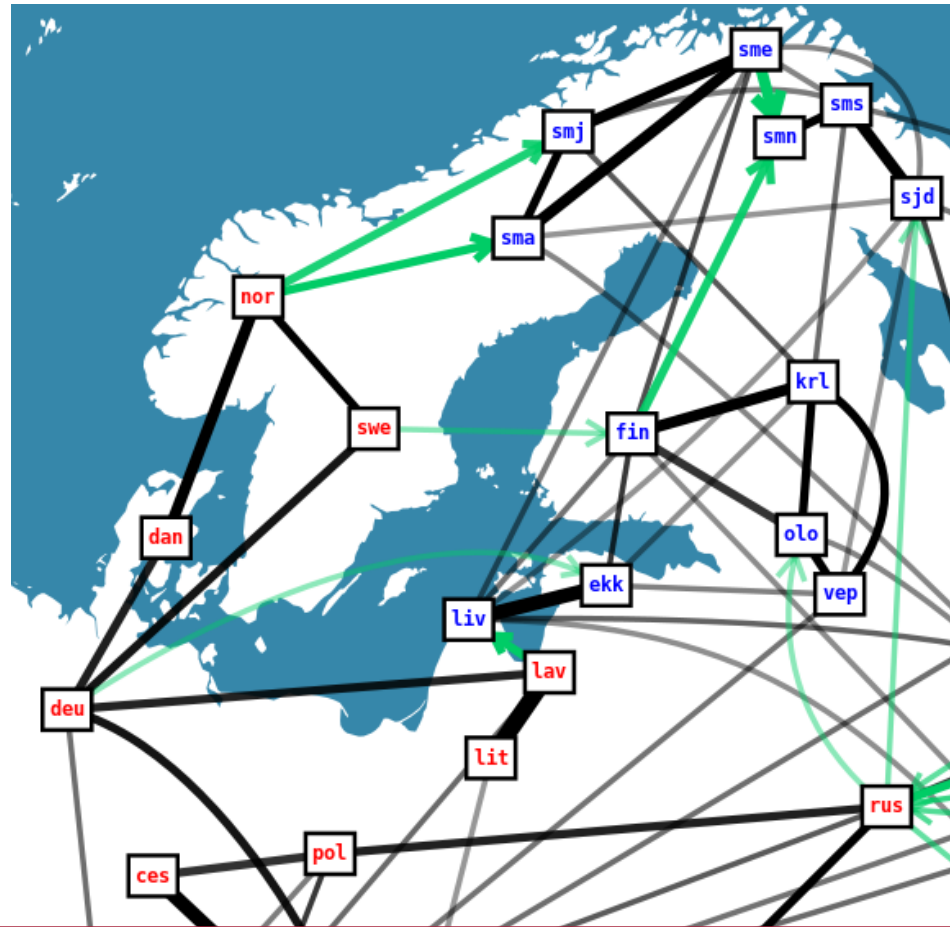 sme
sms
smj
smn
sjd
sma
nor
krl
swe
fin
dan
olo
ekk
vep
liv
lav
deu
lit
rus
pol
ces